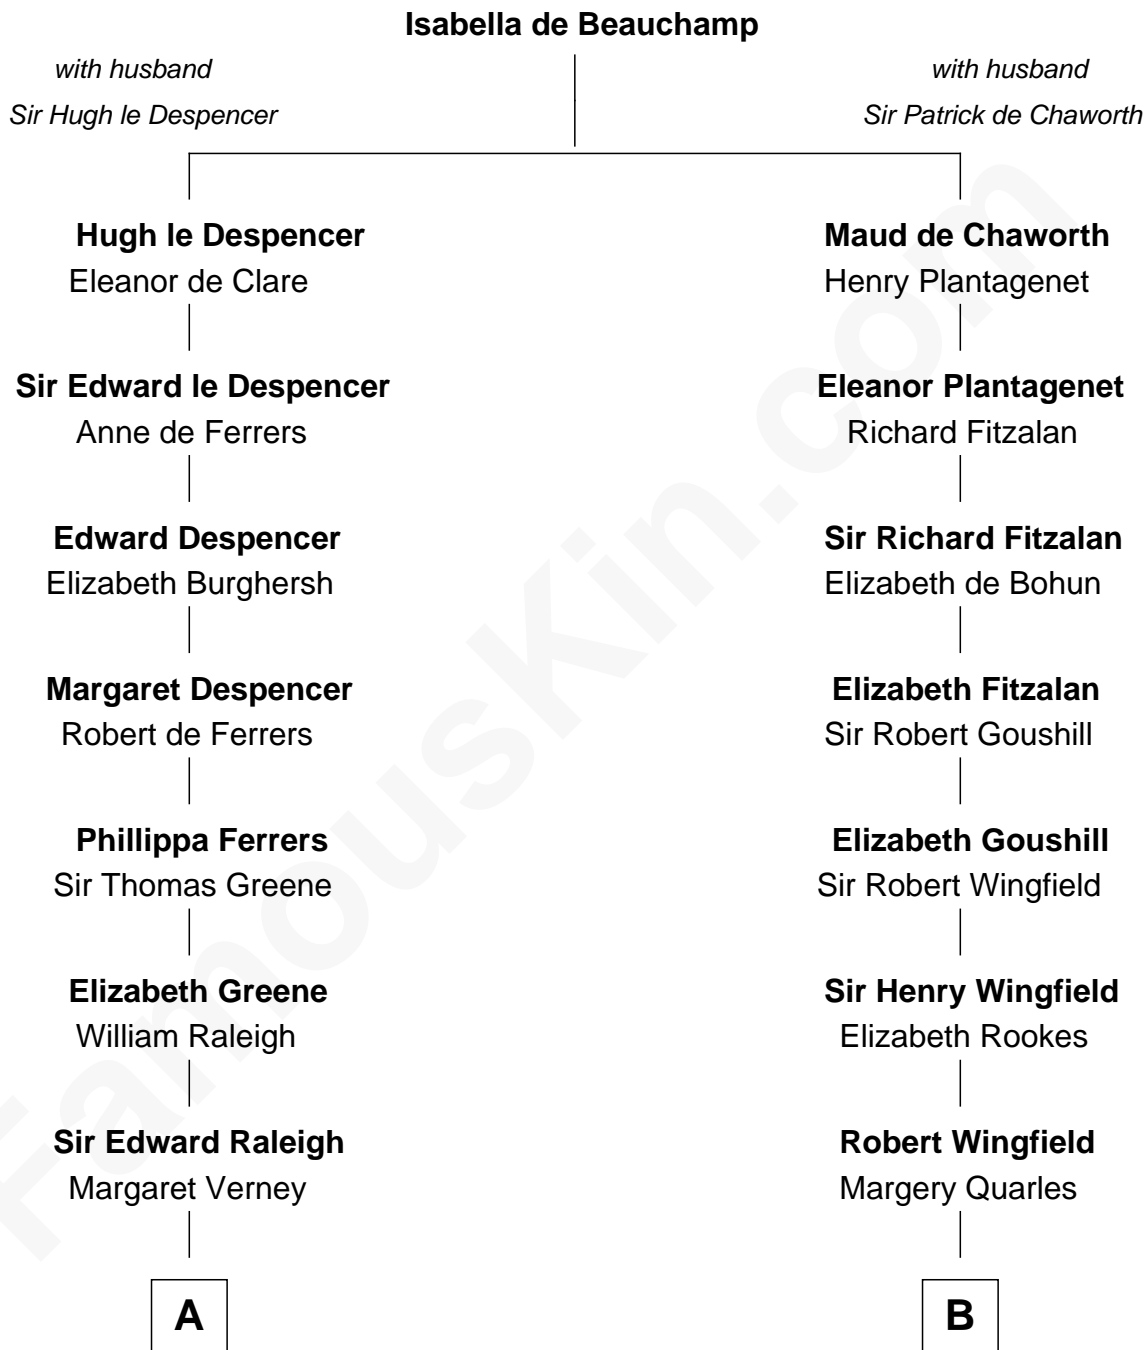 Isabella de Beauchamp
with husband
Sir Hugh le Despencer
with husband
Sir Patrick de Chaworth
Hugh le Despencer
Eleanor de Clare
Maud de Chaworth
Henry Plantagenet
Sir Edward le Despencer
Anne de Ferrers
Eleanor Plantagenet
Richard Fitzalan
Edward Despencer
Elizabeth Burghersh
Sir Richard Fitzalan
Elizabeth de Bohun
Margaret Despencer
Robert de Ferrers
Elizabeth Fitzalan
Sir Robert Goushill
Phillippa Ferrers
Sir Thomas Greene
Elizabeth Goushill
Sir Robert Wingfield
Elizabeth Greene
William Raleigh
Sir Henry Wingfield
Elizabeth Rookes
Sir Edward Raleigh
Margaret Verney
Robert Wingfield
Margery Quarles
A
B
FamousKin.com